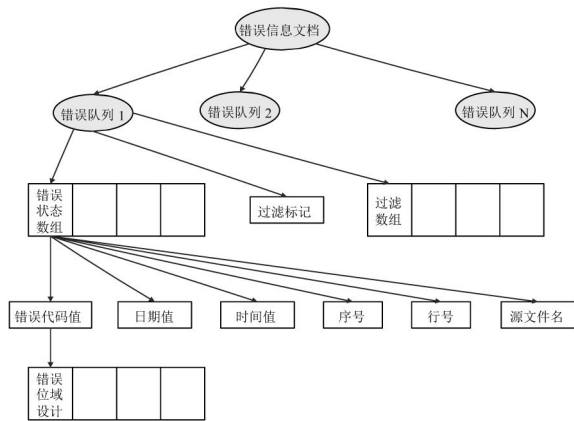 错误信息文档
错误队列 1
错误队列 2
错误队列 N
错误
状态
数组
过滤标记
过滤
数组
错误代码值
日期值
时间值
序号
行号
源文件名
错误
位域
设计